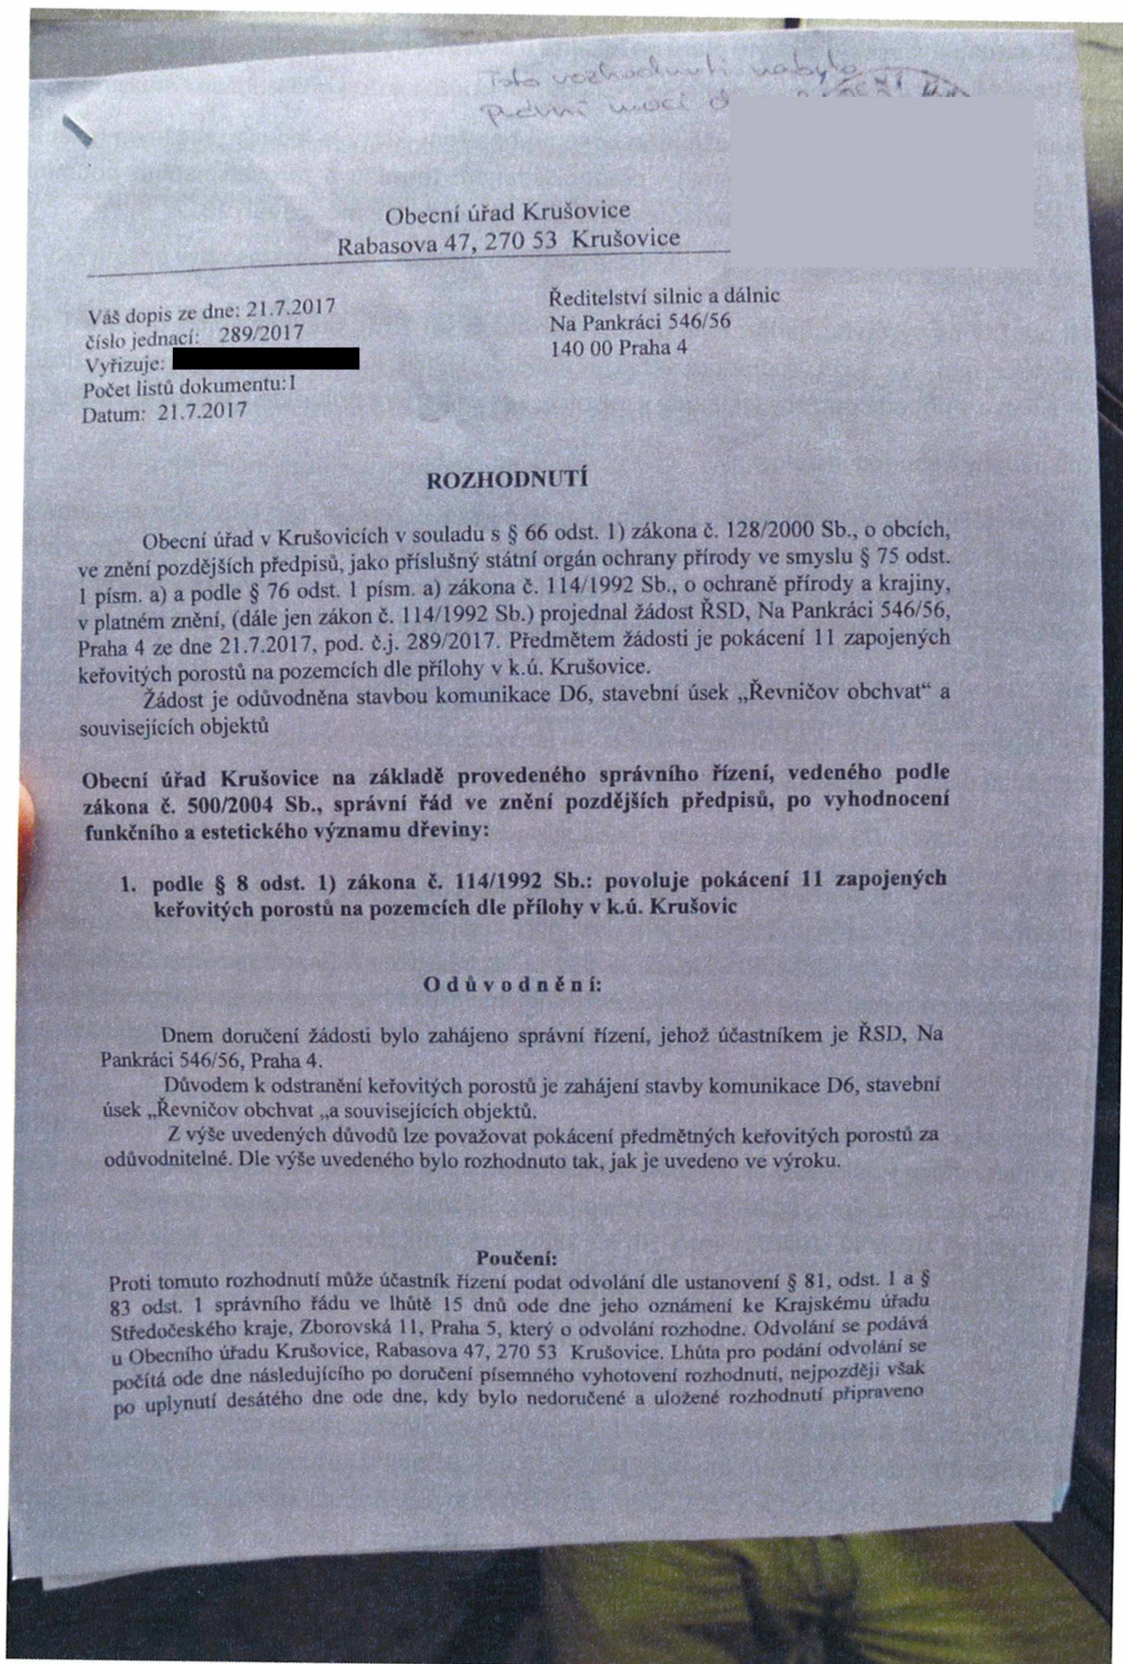 Toto rozhodnutí nabylo
právní moci d
Obecní úřad Krušovice
Rabasova 47, 270 53 Krušovice
Váš dopis ze dne: 21.7.2017
číslo jednací: 289/2017
Vyřizuje:
Počet listů dokumentu:1
Datum: 21.7.2017
Ředitelství silnic a dálnic
Na Pankráci 546/56
140 00 Praha 4
ROZHODNUTÍ
Obecní úřad v Krušovicích v souladu s § 66 odst. 1) zákona č. 128/2000 Sb., o obcích,
ve znění pozdějších předpisů, jako příslušný státní orgán ochrany přírody ve smyslu § 75 odst.
1 písm. a) a podle § 76 odst. 1 písm. a) zákona č. 114/1992 Sb., o ochraně přírody a krajiny,
v platném znění, (dále jen zákon č. 114/1992 Sb.) projednal žádost ŘSD, Na Pankráci 546/56,
Praha 4 ze dne 21.7.2017, pod. č.j. 289/2017. Předmětem žádosti je pokácení 11 zapojených
keřovitých porostů na pozemcích dle přílohy v k.ú. Krušovice.
Žádost je odůvodněna stavbou komunikace D6, stavební úsek „Řevničov obchvat“ a
souvisejících objektů
Obecní úřad Krušovice na základě provedeného správního řízení, vedeného podle
zákona č. 500/2004 Sb., správní řád ve znění pozdějších předpisů, po vyhodnocení
funkčního a estetického významu dřeviny:
1. podle § 8 odst. 1) zákona č. 114/1992 Sb.: povoluje pokácení 11 zapojených
keřovitých porostů na pozemcích dle přílohy v k.ú. Krušovic
Odůvodnění:
Dnem doručení žádosti bylo zahájeno správní řízení, jehož účastníkem je ŘSD, Na
Pankráci 546/56, Praha 4.
Důvodem k odstranění keřovitých porostů je zahájení stavby komunikace D6, stavební
úsek „Řevničov obchvat „a souvisejících objektů.
Z výše uvedených důvodů lze považovat pokácení předmětných keřovitých porostů za
odůvodnitelné. Dle výše uvedeného bylo rozhodnuto tak, jak je uvedeno ve výroku.
Poučení:
Proti tomuto rozhodnutí může účastník řízení podat odvolání dle ustanovení § 81, odst. 1 a §
83 odst. 1 správního řádu ve lhůtě 15 dnů ode dne jeho oznámení ke Krajskému úřadu
Středočeského kraje, Zborovská 11, Praha 5, který o odvolání rozhodne. Odvolání se podává
u Obecního úřadu Krušovice, Rabasova 47, 270 53 Krušovice. Lhůta pro podání odvolání se
počítá ode dne následujícího po doručení písemného vyhotovení rozhodnutí, nejpozději však
po uplynutí desátého dne ode dne, kdy bylo nedoručené a uložené rozhodnutí připraveno